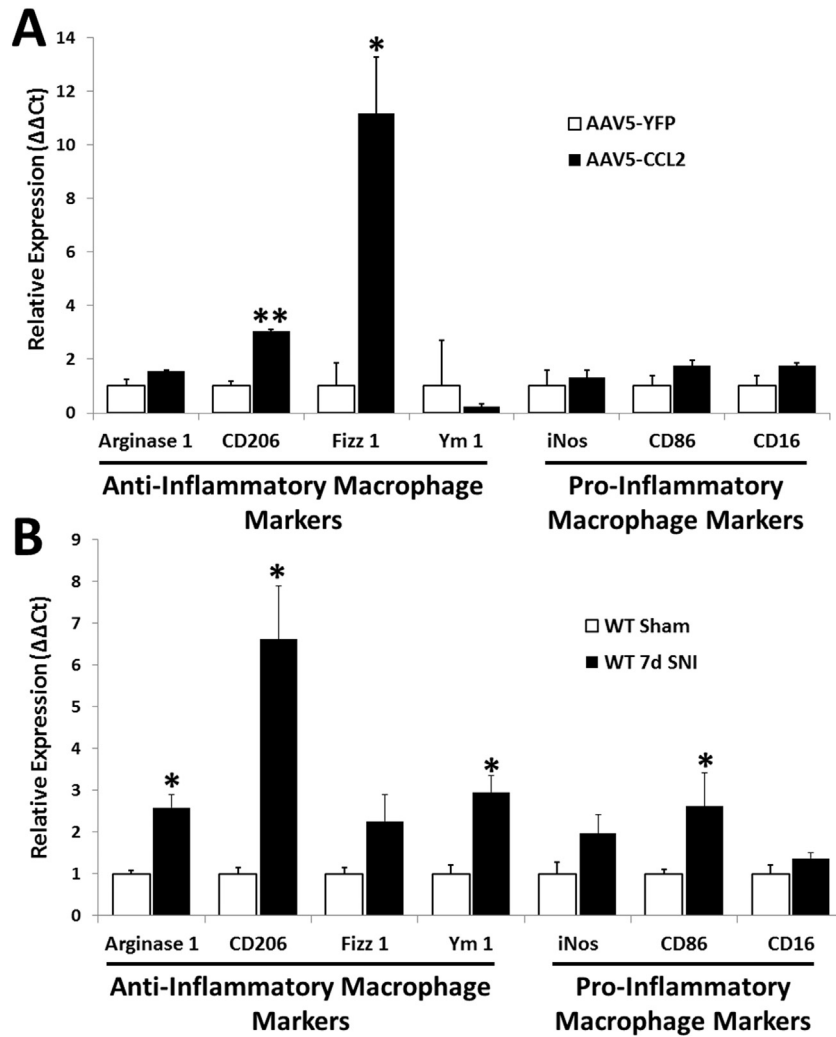 A
Relative Expression (ΔΔCt)
14
12
10
8
6
4
2
0
*
**
AAV5-YFP
AAV5-CCL2
Arginase 1 CD206 Fizz 1 Ym 1 iNos CD86 CD16
Anti-Inflammatory Macrophage
Markers
Pro-Inflammatory
Macrophage Markers
B
Relative Expression (ΔΔCt)
9
8
7
6
5
4
3
2
1
0
*
*
*
*
WT Sham
WT 7d SNI
Arginase 1 CD206 Fizz 1 Ym 1 iNos CD86 CD16
Anti-Inflammatory Macrophage
Markers
Pro-Inflammatory
Macrophage Markers